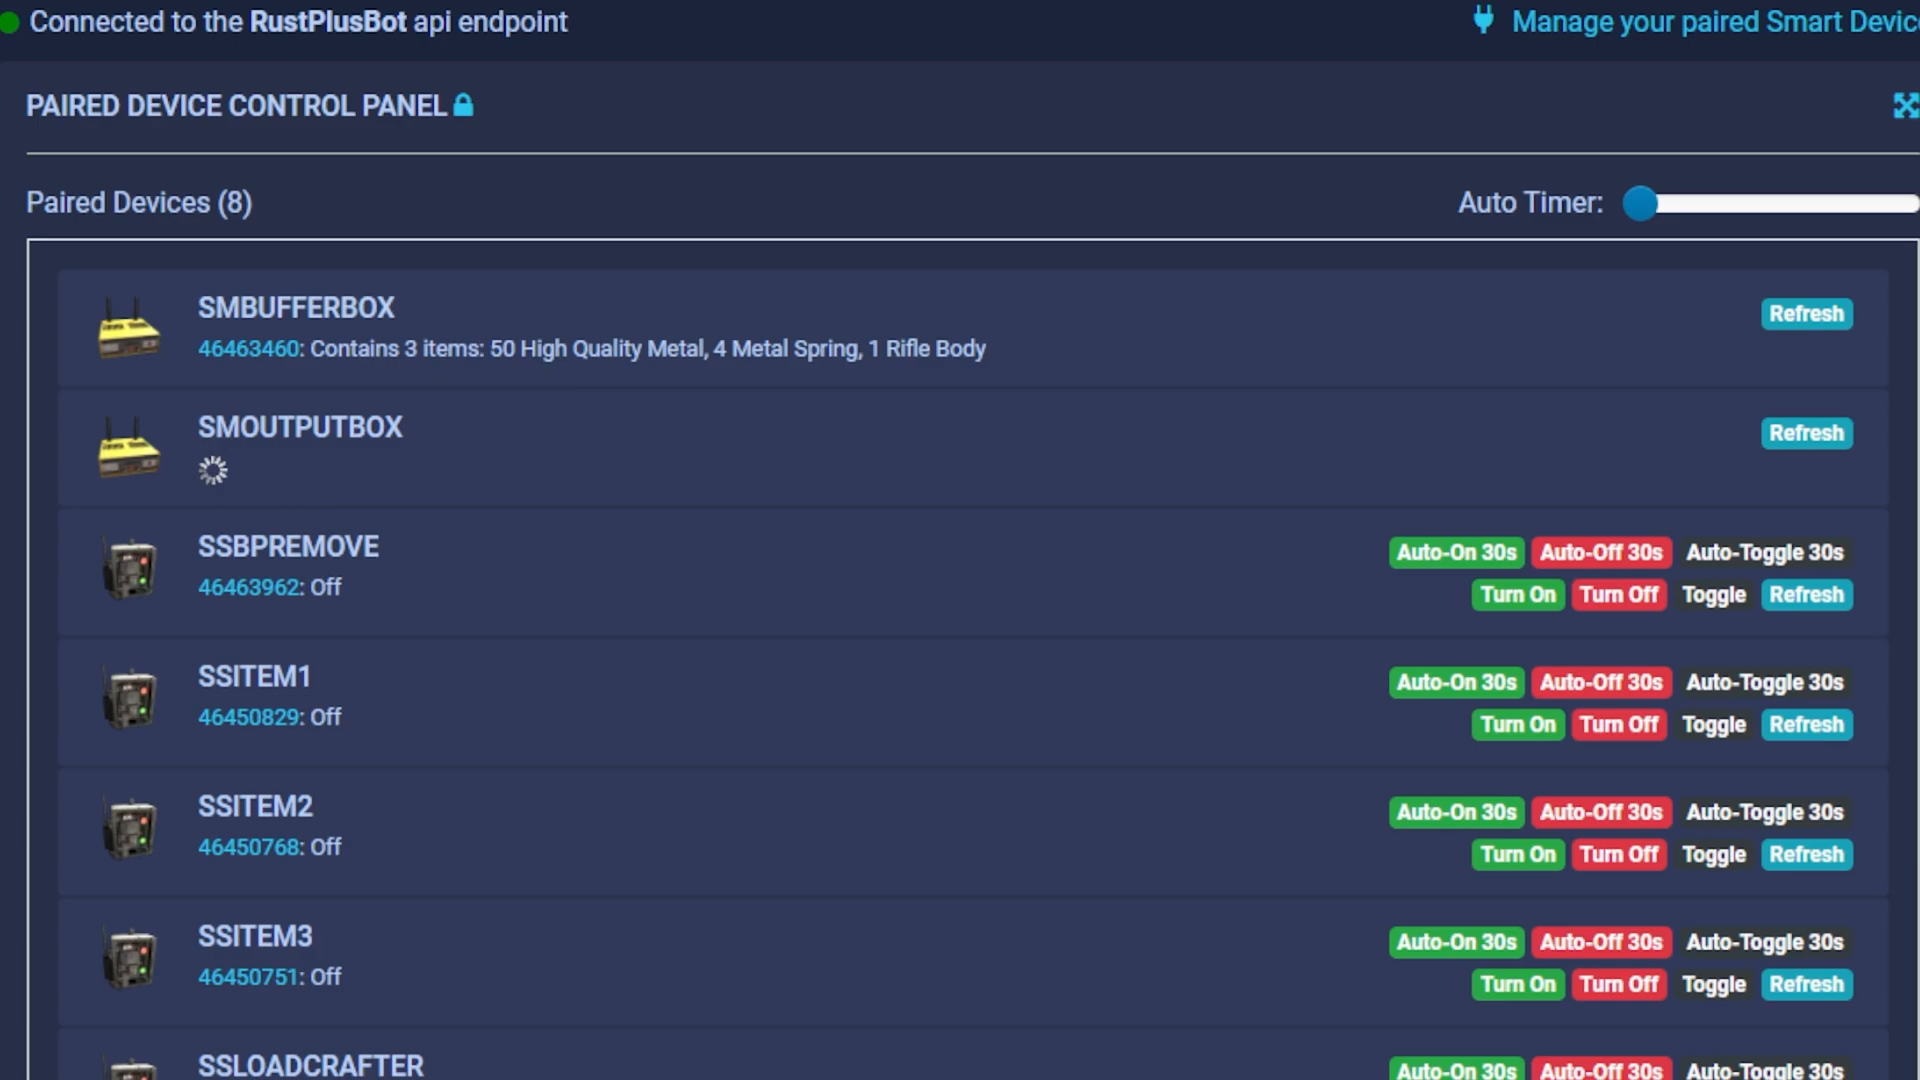 Connected to the RustPlusBot api endpoint
Manage your paired Smart Devic
PAIRED DEVICE CONTROL PANEL
Paired Devices (8)
Auto Timer:
SMBUFFERBOX
Refresh
46463460: Contains 3 items: 50 High Quality Metal, 4 Metal Spring, 1 Rifle Body
SMOUTPUTBOX
Refresh
SSBPREMOVE
Auto-On 30s Auto-Off 30s Auto-Toggle 30s
46463962: Off
Turn On Turn Off Toggle Refresh
SSITEM1
Auto-On 30s Auto-Off 30s Auto-Toggle 30s
46450829: Off
Turn On Turn Off Toggle Refresh
SSITEM2
Auto-On 30s Auto-Off 30s Auto-Toggle 30s
46450768: Off
Turn On Turn Off Toggle Refresh
SSITEM3
Auto-On 30s Auto-Off 30s Auto-Toggle 30s
46450751: Off
Turn On Turn Off Toggle Refresh
SSLOADCRAFTER
Auto-On 30s Auto-Off 30s Auto-Toggle 30s